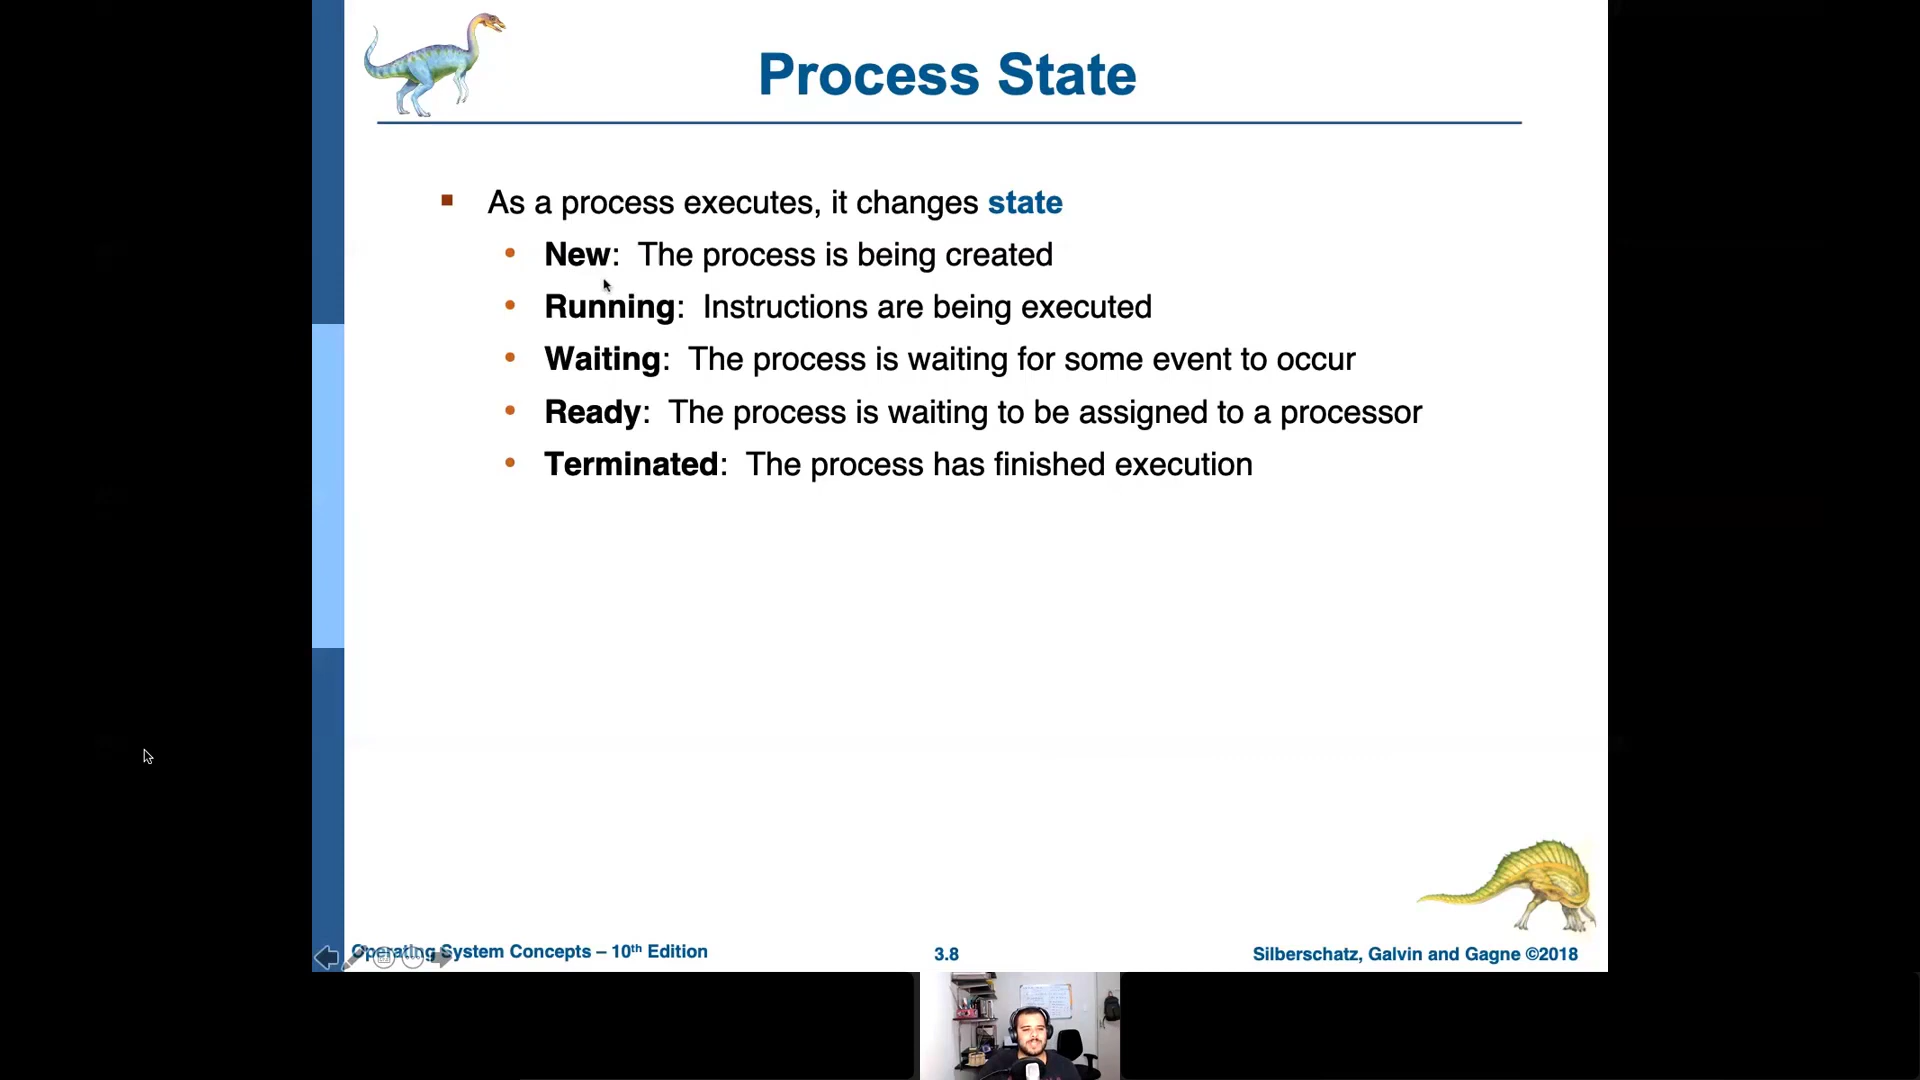 Process State
As a process executes, it changes state
New: The process is being created
Running: Instructions are being executed
Waiting: The process is waiting for some event to occur
Ready: The process is waiting to be assigned to a processor
Terminated: The process has finished execution
Operating System Concepts – 10th Edition
3.8
Silberschatz, Galvin and Gagne ©2018